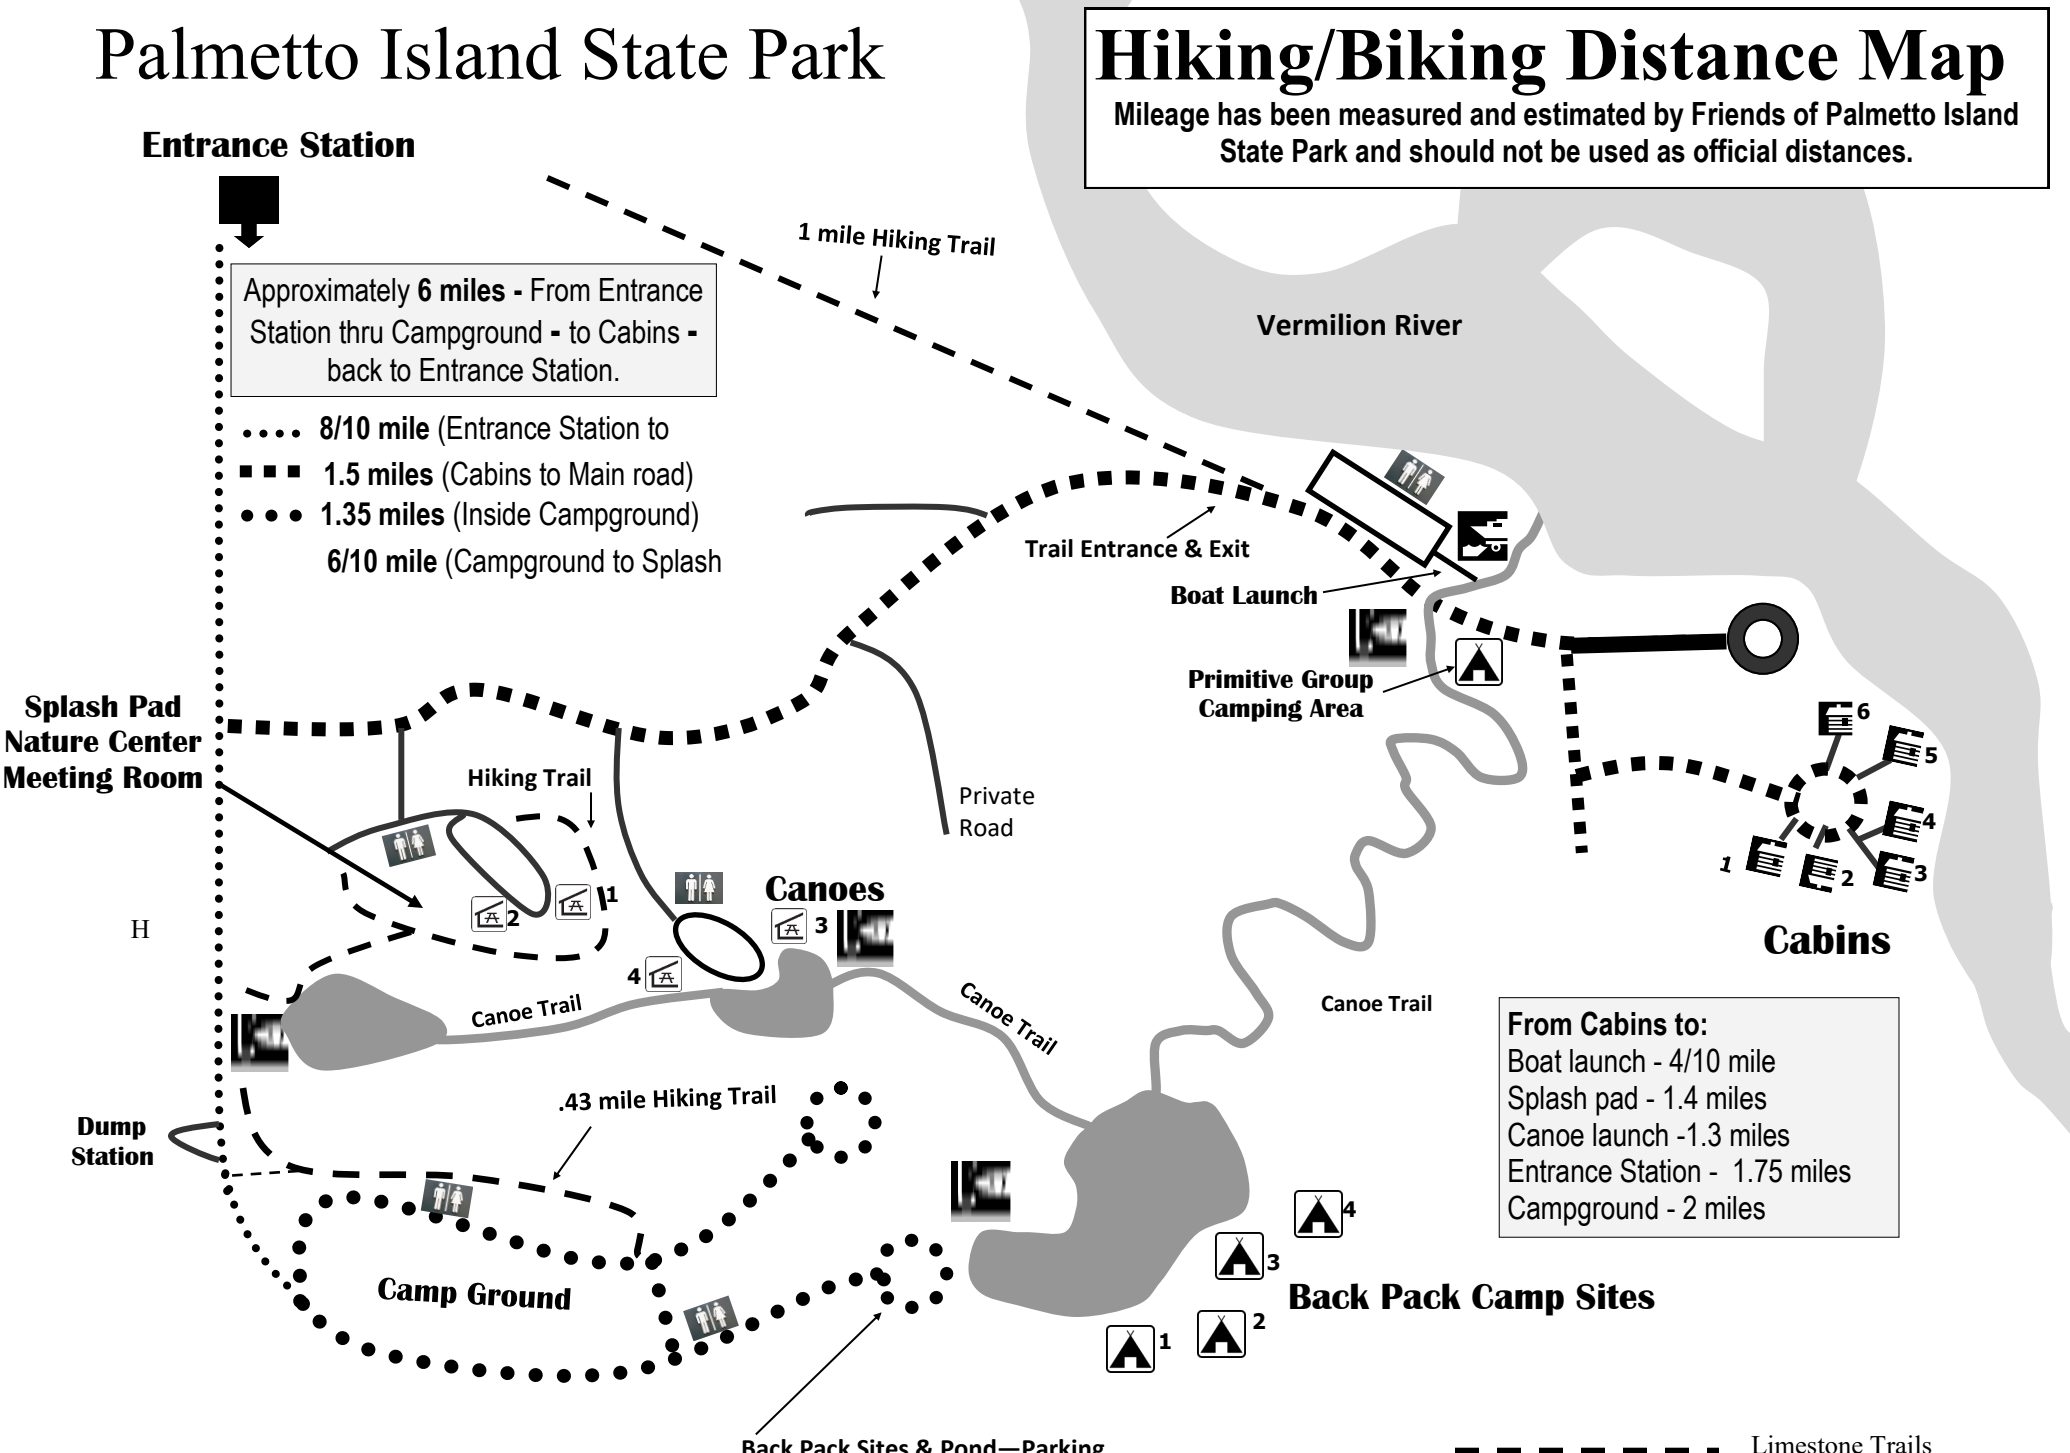 Palmetto Island State Park
Hiking/Biking Distance Map
Mileage has been measured and estimated by Friends of Palmetto Island
State Park and should not be used as official distances.
Entrance Station
1 mile Hiking Trail
Approximately 6 miles - From Entrance
Station thru Campground - to Cabins -
back to Entrance Station.
Vermilion River
8/10 mile (Entrance Station to
1.5 miles (Cabins to Main road)
1.35 miles (Inside Campground)
6/10 mile (Campground to Splash
Trail Entrance & Exit
Boat Launch
Primitive Group
Camping Area
Splash Pad
Nature Center
Meeting Room
Hiking Trail
Private
Road
6
5
4
3
2
1
Cabins
Canoes
1
2
3
4
H
Canoe Trail
Canoe Trail
Canoe Trail
From Cabins to:
Boat launch - 4/10 mile
Splash pad - 1.4 miles
Canoe launch -1.3 miles
Entrance Station - 1.75 miles
Campground - 2 miles
.43 mile Hiking Trail
Dump
Station
Camp Ground
4
3
2
1
Back Pack Camp Sites
Back Pack Sites & Pond—Parking
Limestone Trails